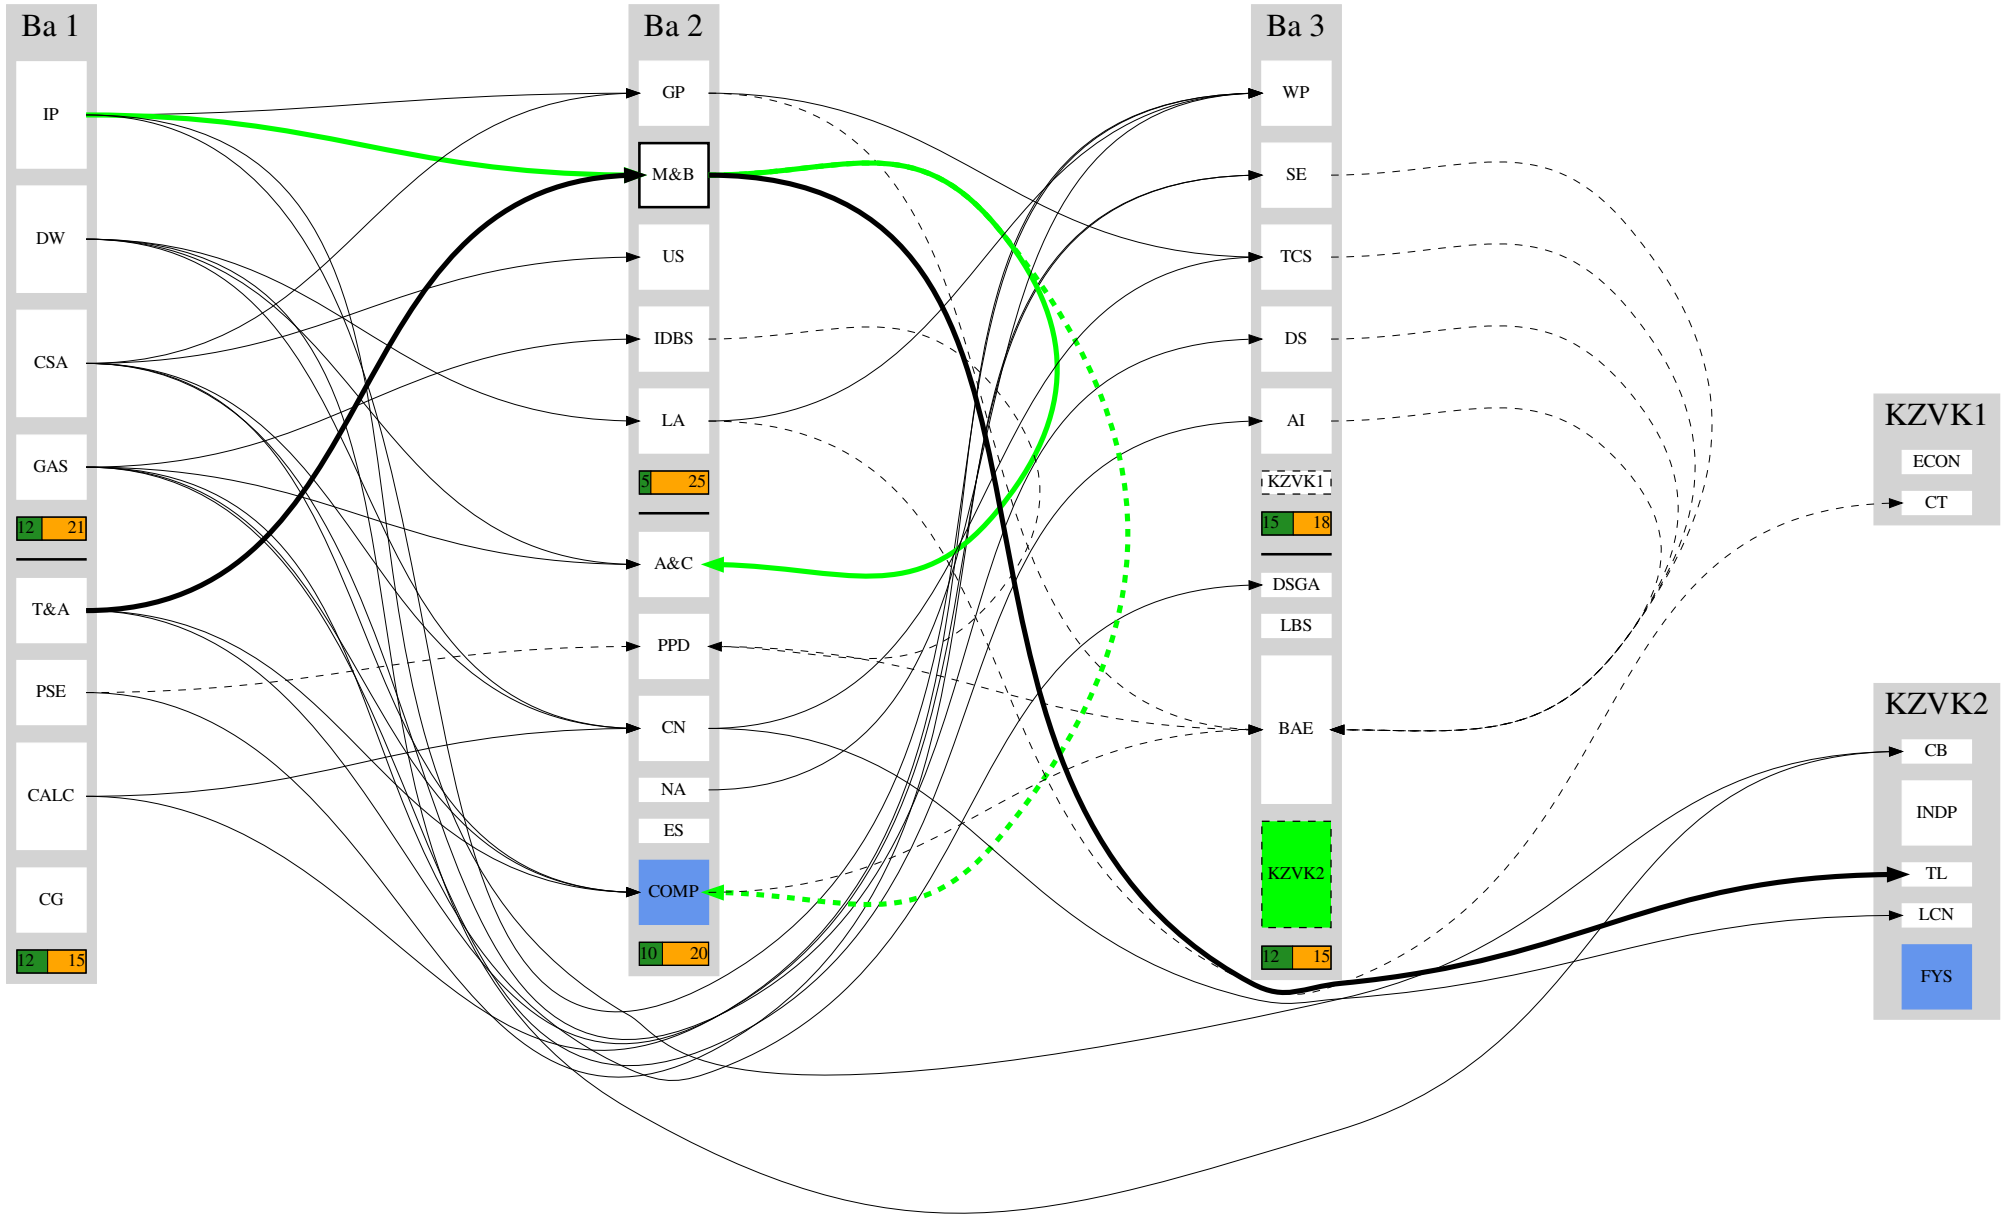 Ba 1
IP
DW
CSA
GAS
12 21
T&A
PSE
CALC
CG
12 15
Ba 2
GP
M&B
US
IDBS
LA
5 25
A&C
PPD
CN
NA
ES
COMP
10 20
Ba 3
WP
SE
TCS
DS
AI
KZVK1
15 18
DSGA
LBS
BAE
KZVK2
12 15
KZVK1
ECON
CT
KZVK2
CB
INDP
TL
LCN
FYS